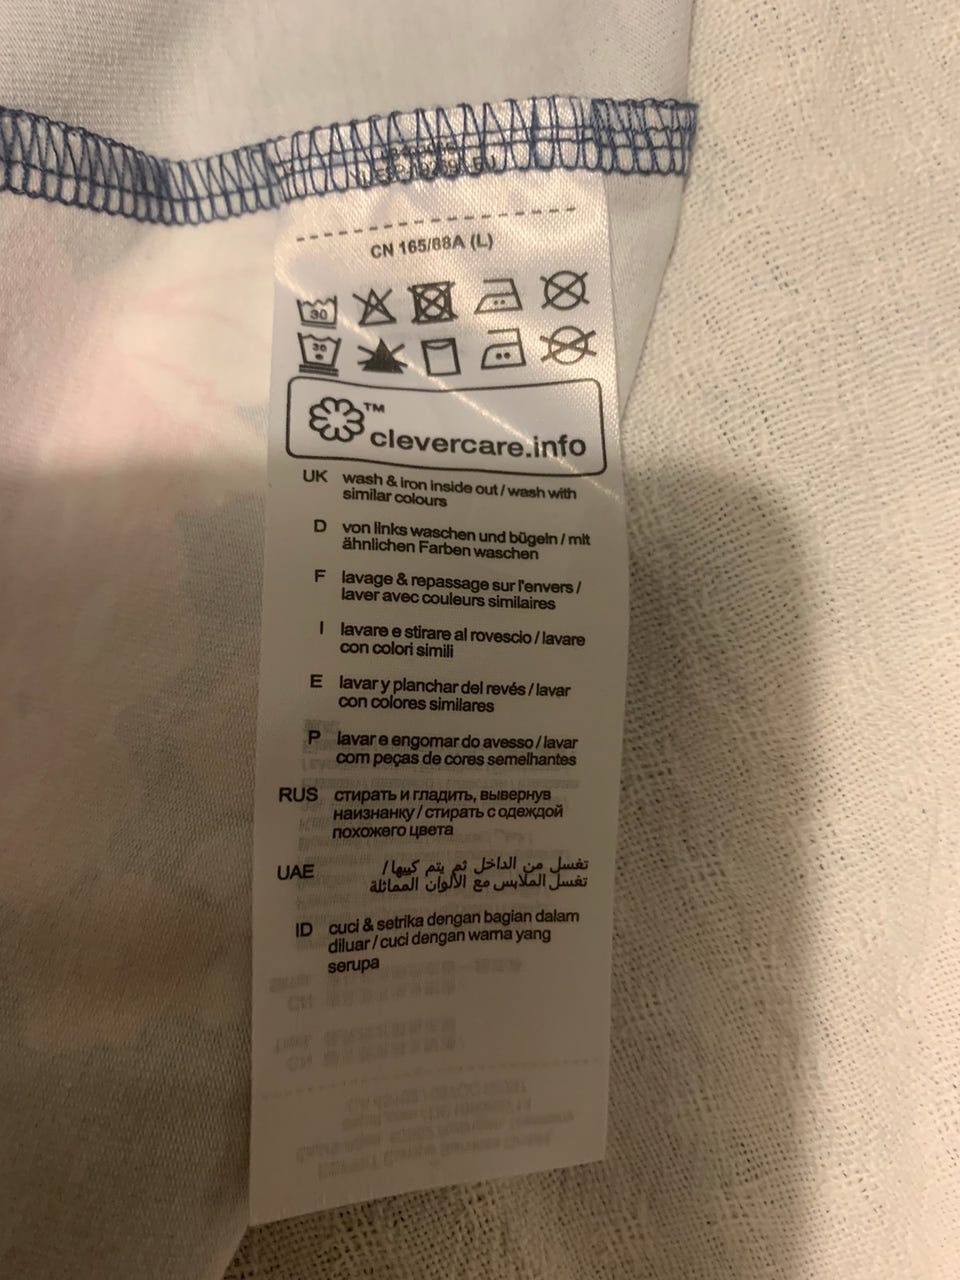 CN 165/88A (L)
30
30
TM
clevercare.info
UK wash & iron inside out / wash with
similar colours
D von links waschen und bügeln / mit
ähnlichen Farben waschen
F lavage & repassage sur l'envers /
laver avec couleurs similaires
I lavare e stirare al rovescio / lavare
con colori simili
E lavar y planchar del revés / lavar
con colores similares
P lavar e engomar do avesso / lavar
com peças de cores semelhantes
RUS стирать и гладить, вывернув
наизнанку / стирать с одеждой
похожего цвета
UAE تغسل من الداخل ثم يتم كييها/
تغسل الملابس مع الألوان المماثلة
ID cuci & setrika dengan bagian dalam
diluar / cuci dengan warna yang
serupa